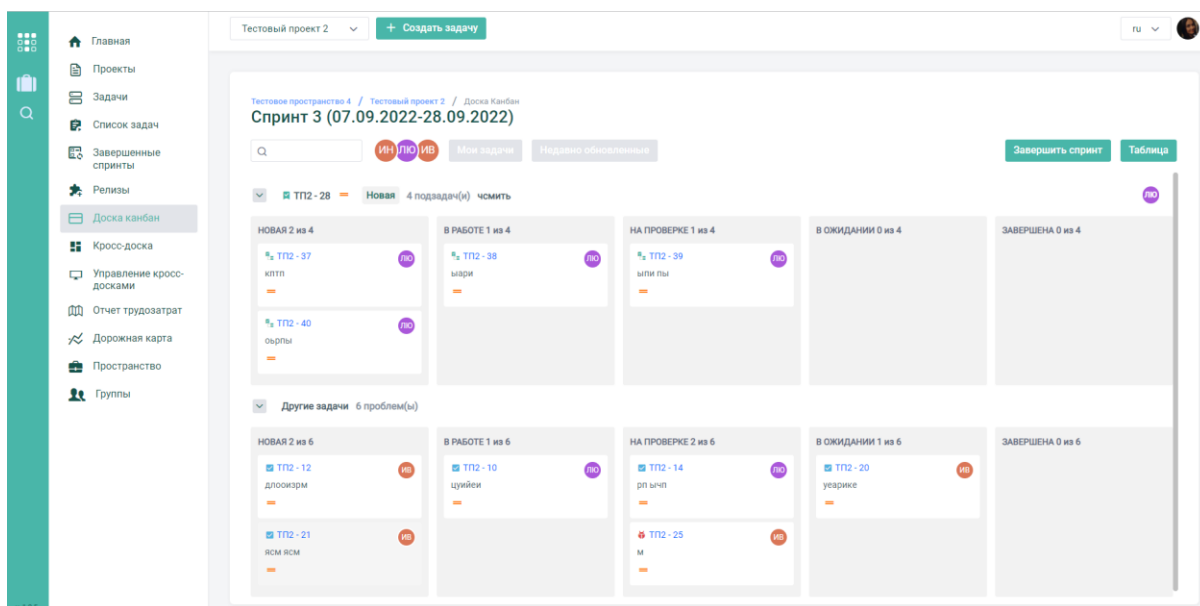 Тестовый проект 2
+ Создать задачу
ru
Главная
Проекты
Задачи
Список задач
Завершенные
спринты
Релизы
Доска канбан
Кросс-доска
Управление кросс-
досками
Отчет трудозатрат
Дорожная карта
Пространство
Группы
Тестовое пространство 4 / Тестовый проект 2 / Доска Канбан
Спринт 3 (07.09.2022-28.09.2022)
ИН ЛЮ ИВ Мои задачи Недавно обновленные Завершить спринт Таблица
ТП2 - 28 Новая 4 подзадач(и) чсмить ЛЮ
НОВАЯ 2 из 4
ТП2 - 37 ЛЮ
кптп
ТП2 - 40 ЛЮ
оьрпы
В РАБОТЕ 1 из 4
ТП2 - 38 ЛЮ
ыари
НА ПРОВЕРКЕ 1 из 4
ТП2 - 39 ЛЮ
ыпи пы
В ОЖИДАНИИ 0 из 4
ЗАВЕРШЕНА 0 из 4
Другие задачи 6 проблем(ы)
НОВАЯ 2 из 6
ТП2 - 12 ИВ
длооизрм
ТП2 - 21 ИВ
ясм ясм
В РАБОТЕ 1 из 6
ТП2 - 10 ЛЮ
цуийеи
НА ПРОВЕРКЕ 2 из 6
ТП2 - 14 ЛЮ
рп ычп
ТП2 - 25 ИВ
м
В ОЖИДАНИИ 1 из 6
ТП2 - 20 ИВ
уеарике
ЗАВЕРШЕНА 0 из 6